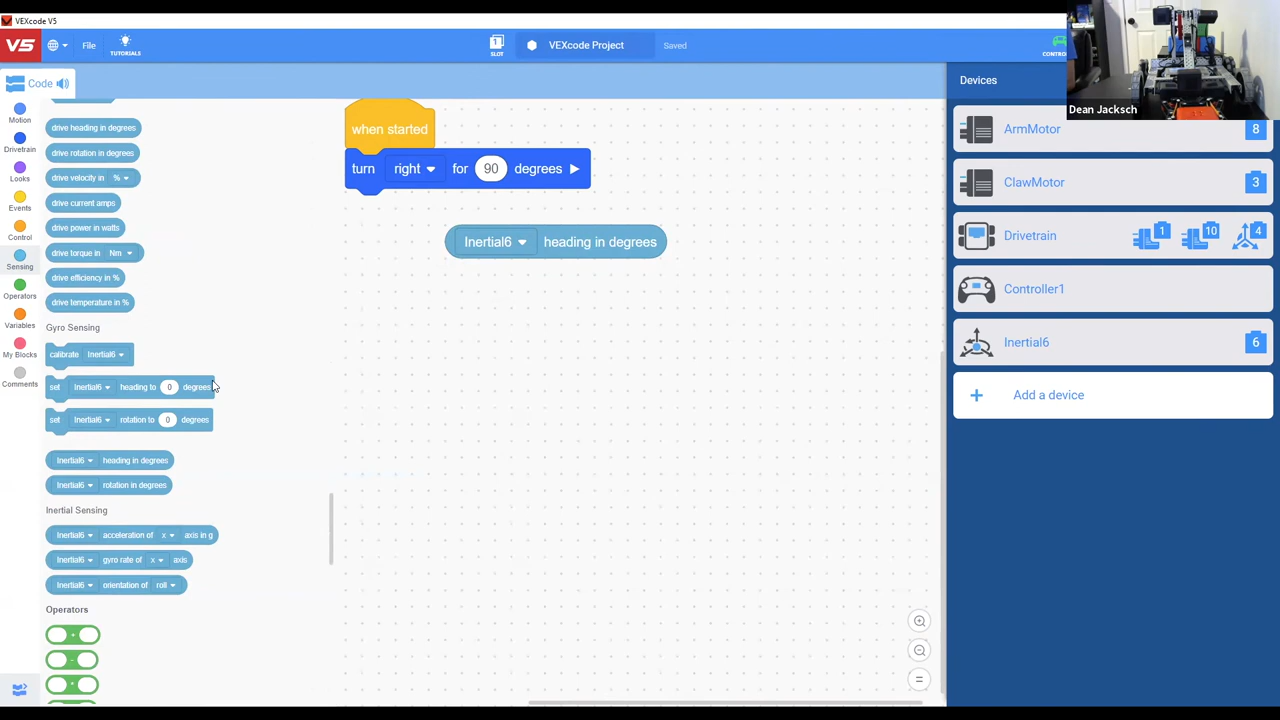 VEXcode V5
V5
File
TUTORIALS
1
SLOT
VEXcode Project
Saved
CONTRO
Dean Jacksch
Code
Devices
Motion
Drivetrain
Looks
Events
Control
Sensing
Operators
Variables
My Blocks
Comments
drive heading in degrees
drive rotation in degrees
drive velocity in %
drive current amps
drive power in watts
drive torque in Nm
drive efficiency in %
drive temperature in %
Gyro Sensing
calibrate Inertial6
set Inertial6 heading to 0 degrees
set Inertial6 rotation to 0 degrees
Inertial6 heading in degrees
Inertial6 rotation in degrees
Inertial Sensing
Inertial6 acceleration of x axis in g
Inertial6 gyro rate of x axis
Inertial6 orientation of roll
Operators
+
-
*
when started
turn right for 90 degrees
Inertial6 heading in degrees
ArmMotor 8
ClawMotor 3
Drivetrain 1 10 4
Controller1
Inertial6 6
+ Add a device